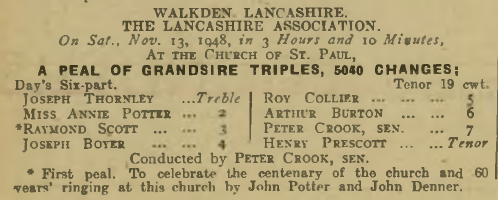 WALKDEN, LANCASHIRE.
THE LANCASHIRE ASSOCIATION.
On Sat., Nov. 13, 1948, in 3 Hours and 10 Minutes,
AT THE CHURCH OF ST. PAUL,
A PEAL OF GRANDSIRE TRIPLES, 5040 CHANGES;
Day's Six-part. Tenor 19 cwt.
JOSEPH THORNLEY ...Treble
MISS ANNIE POTTER ... 2
*RAYMOND SCOTT ... ... 3
JOSEPH BOYER ... ... 4
ROY COLLIER ... ... ... 5
ARTHUR BURTON ... ... 6
PETER CROOK, SEN. ... 7
HENRY PRESCOTT ... ...Tenor
Conducted by PETER CROOK, SEN.
* First peal. To celebrate the centenary of the church and 60
years' ringing at this church by John Potter and John Denner.